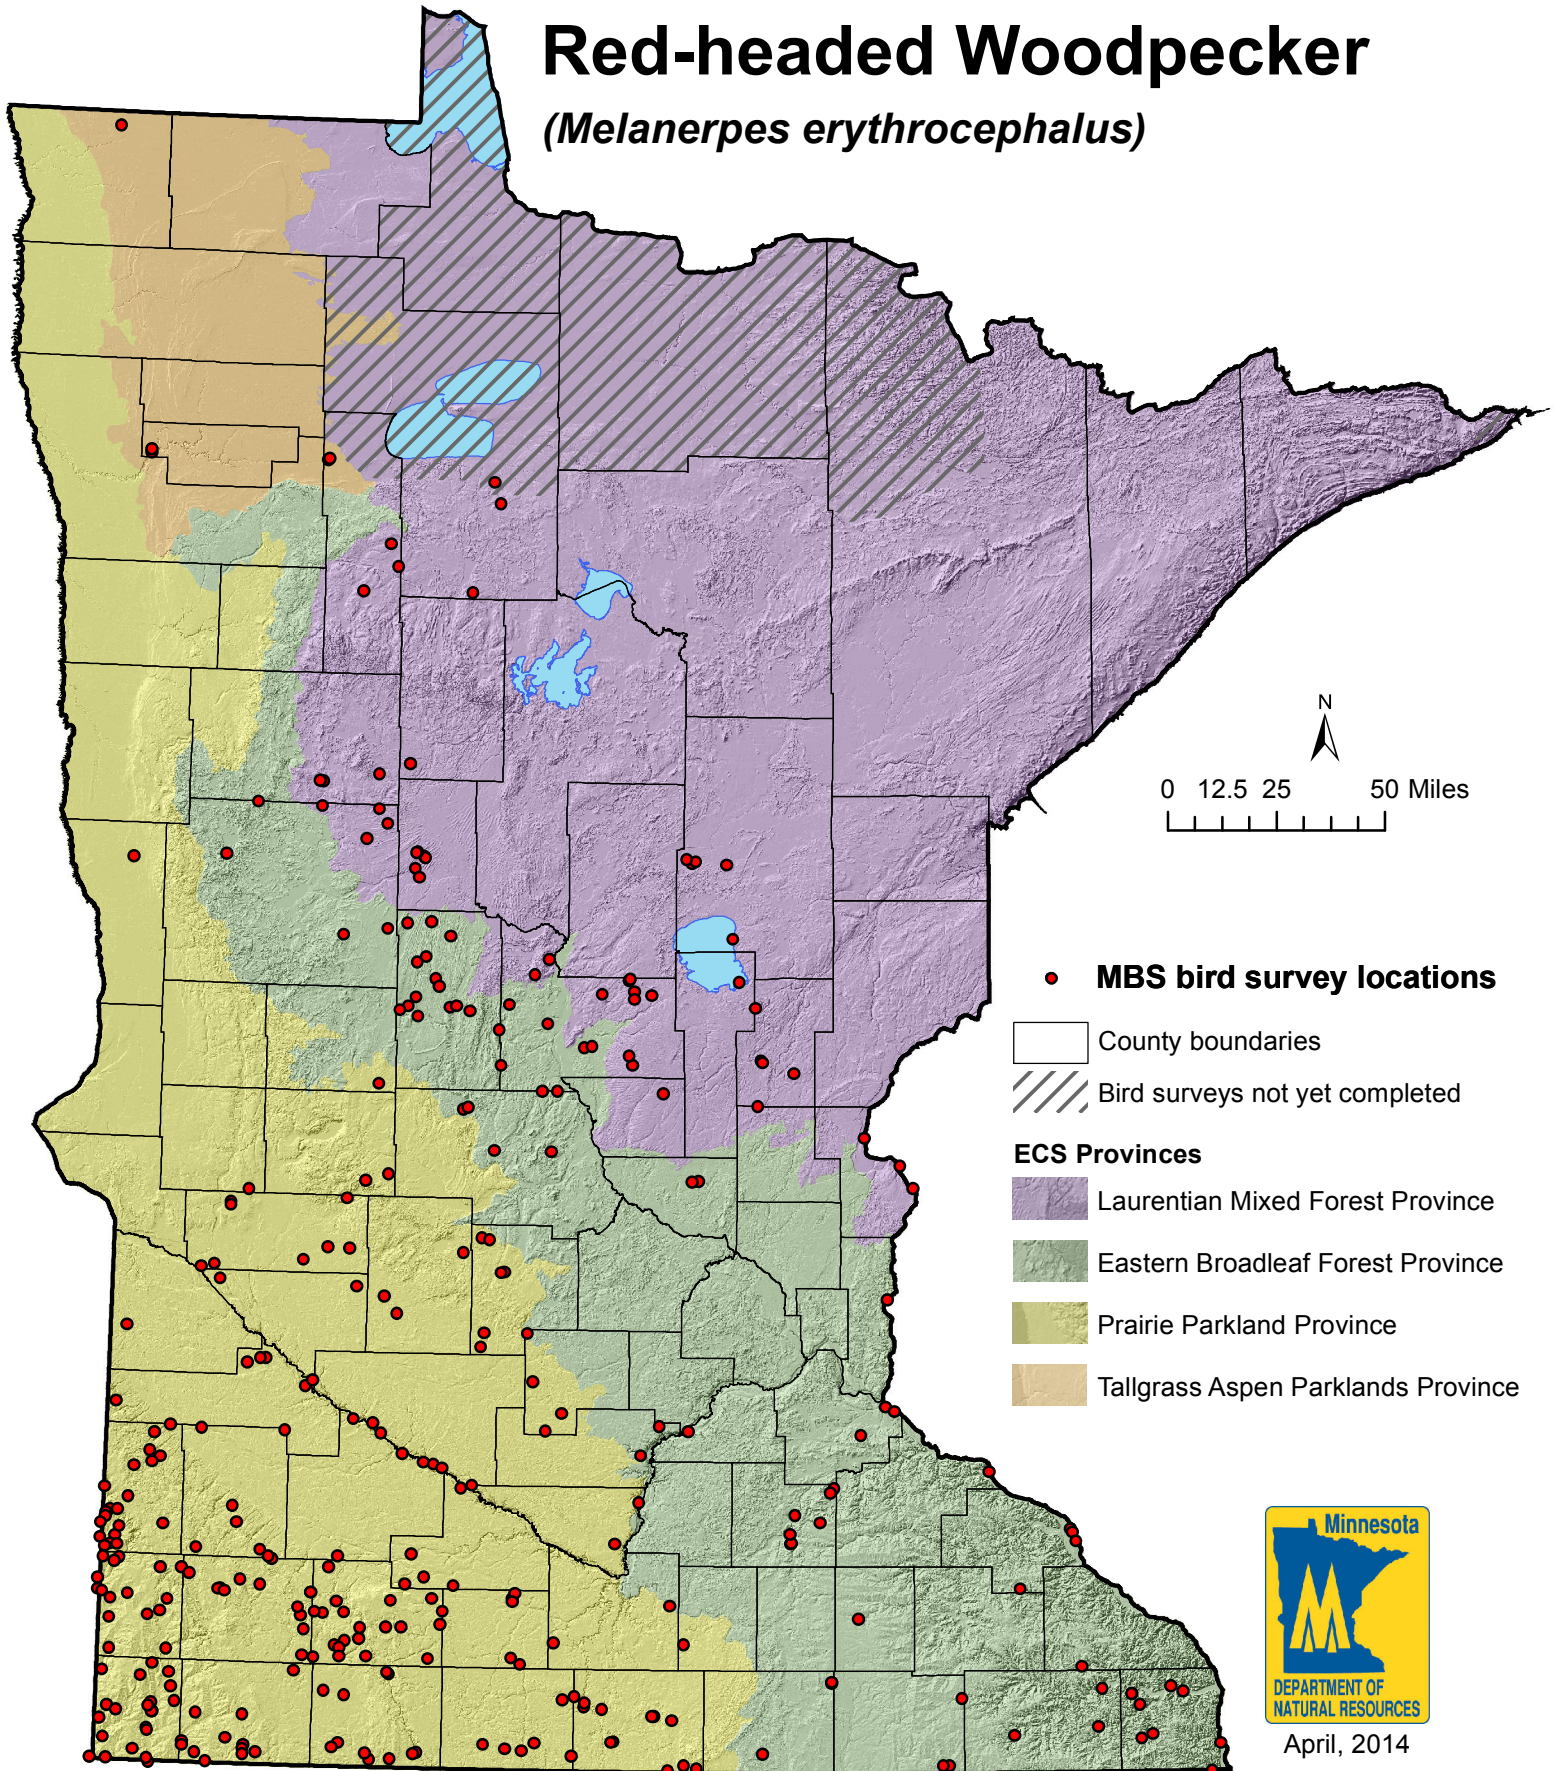 Red-headed Woodpecker
(Melanerpes erythrocephalus)
N
0 12.5 25 50 Miles
MBS bird survey locations
County boundaries
Bird surveys not yet completed
ECS Provinces
Laurentian Mixed Forest Province
Eastern Broadleaf Forest Province
Prairie Parkland Province
Tallgrass Aspen Parklands Province
Minnesota
DEPARTMENT OF
NATURAL RESOURCES
April, 2014